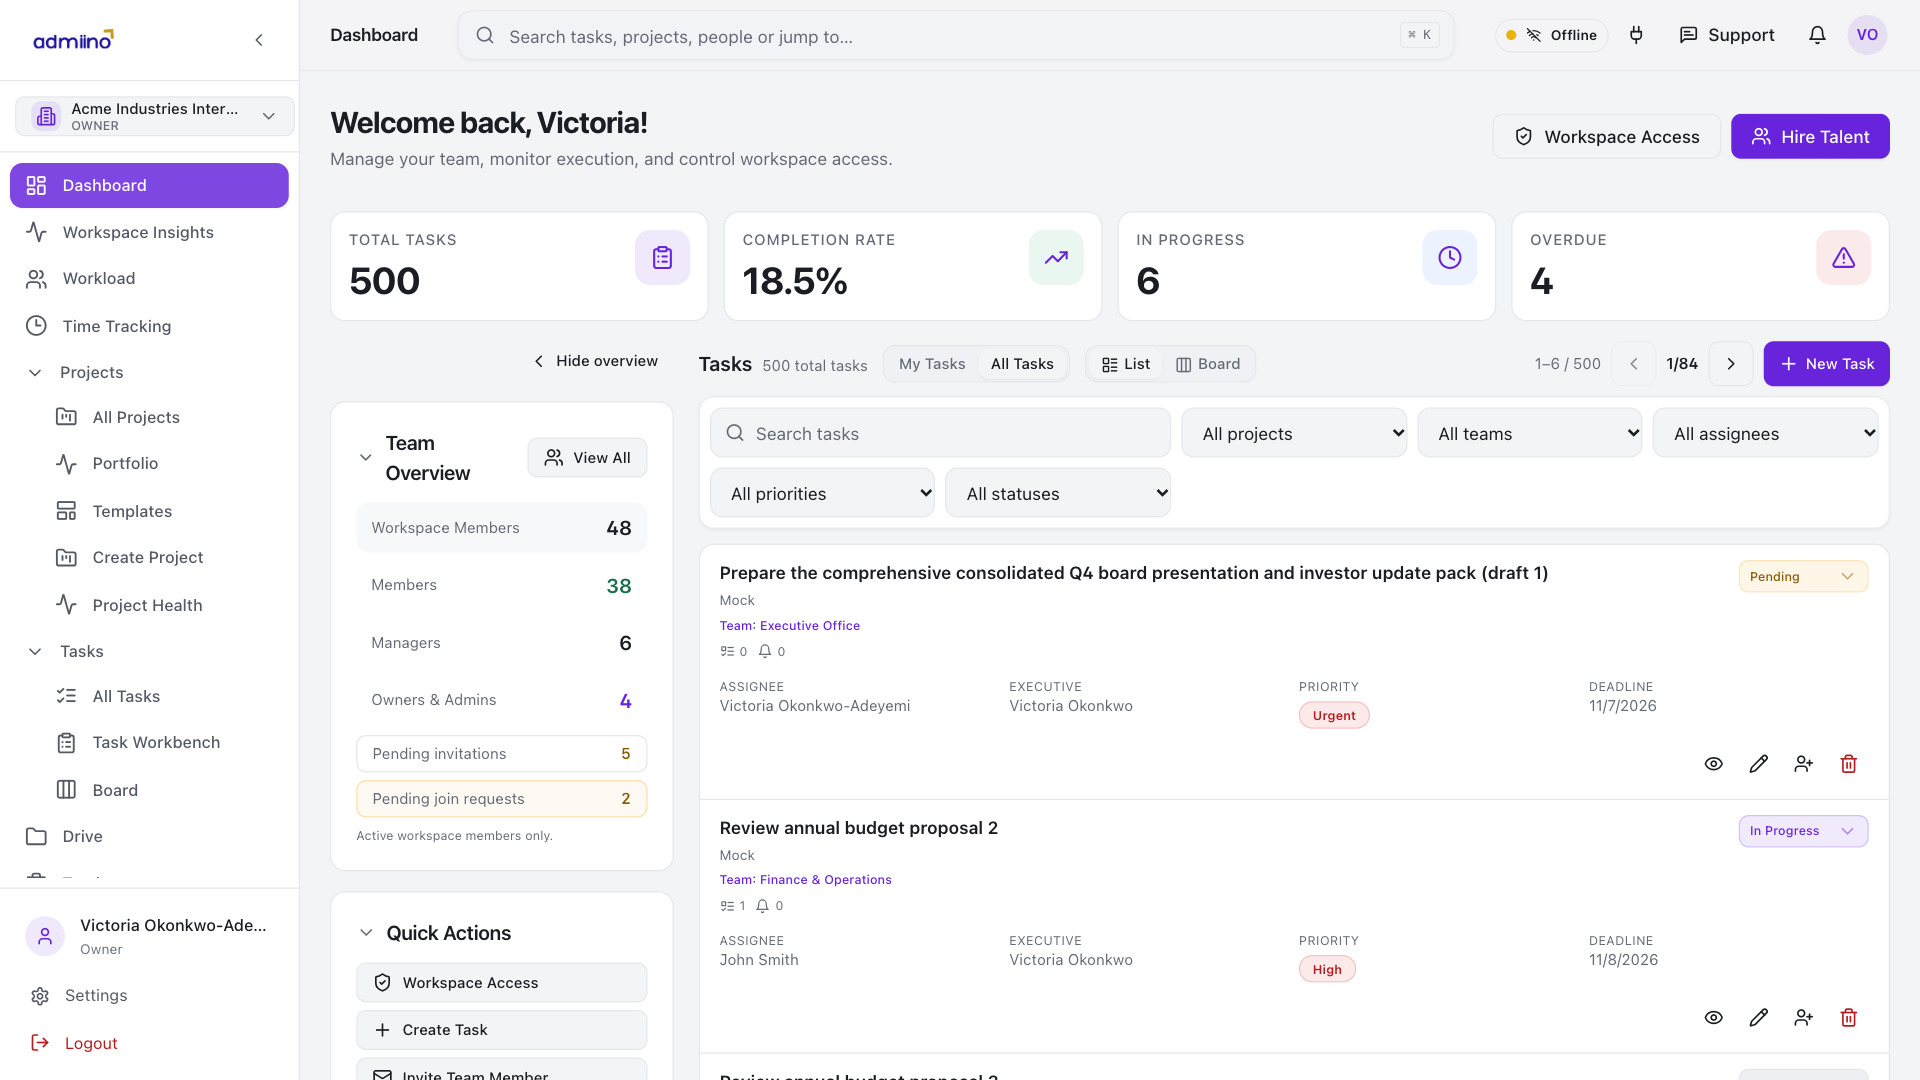 admiino
Acme Industries Inter...
OWNER
Dashboard
Workspace Insights
Workload
Time Tracking
Projects
All Projects
Portfolio
Templates
Create Project
Project Health
Tasks
All Tasks
Task Workbench
Board
Drive
Victoria Okonkwo-Ade...
Owner
Settings
Logout
Dashboard
Search tasks, projects, people or jump to...
⌘ K
Offline
Support
VO
Welcome back, Victoria!
Manage your team, monitor execution, and control workspace access.
Workspace Access
Hire Talent
TOTAL TASKS
500
COMPLETION RATE
18.5%
IN PROGRESS
6
OVERDUE
4
Hide overview
Team Overview
View All
Workspace Members 48
Members 38
Managers 6
Owners & Admins 4
Pending invitations 5
Pending join requests 2
Active workspace members only.
Quick Actions
Workspace Access
Create Task
Invite Team Member
Tasks 500 total tasks
My Tasks All Tasks
List Board
1–6 / 500
1/84
New Task
Search tasks
All projects
All teams
All assignees
All priorities
All statuses
Prepare the comprehensive consolidated Q4 board presentation and investor update pack (draft 1)
Pending
Mock
Team: Executive Office
0 0
ASSIGNEE EXECUTIVE PRIORITY DEADLINE
Victoria Okonkwo-Adeyemi Victoria Okonkwo Urgent 11/7/2026
Review annual budget proposal 2
In Progress
Mock
Team: Finance & Operations
1 0
ASSIGNEE EXECUTIVE PRIORITY DEADLINE
John Smith Victoria Okonkwo High 11/8/2026
Review annual budget proposal 3